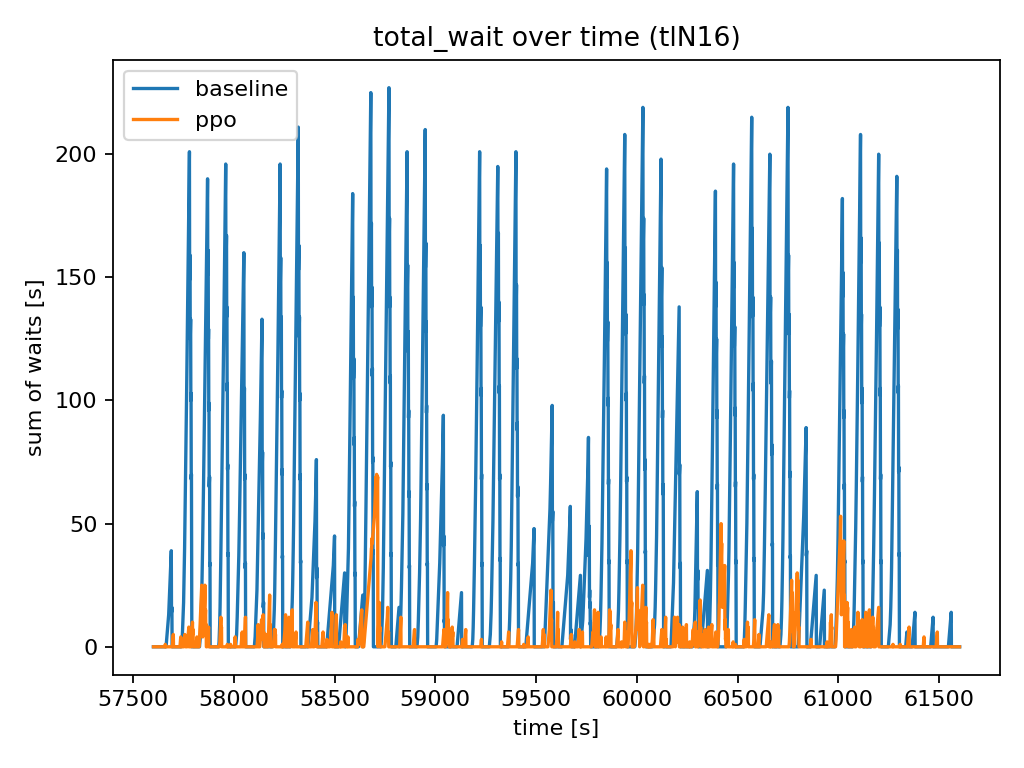 total_wait over time (tlN16)
baseline
ppo
200
150
100
50
0
sum of waits [s]
57500 58000 58500 59000 59500 60000 60500 61000 61500
time [s]